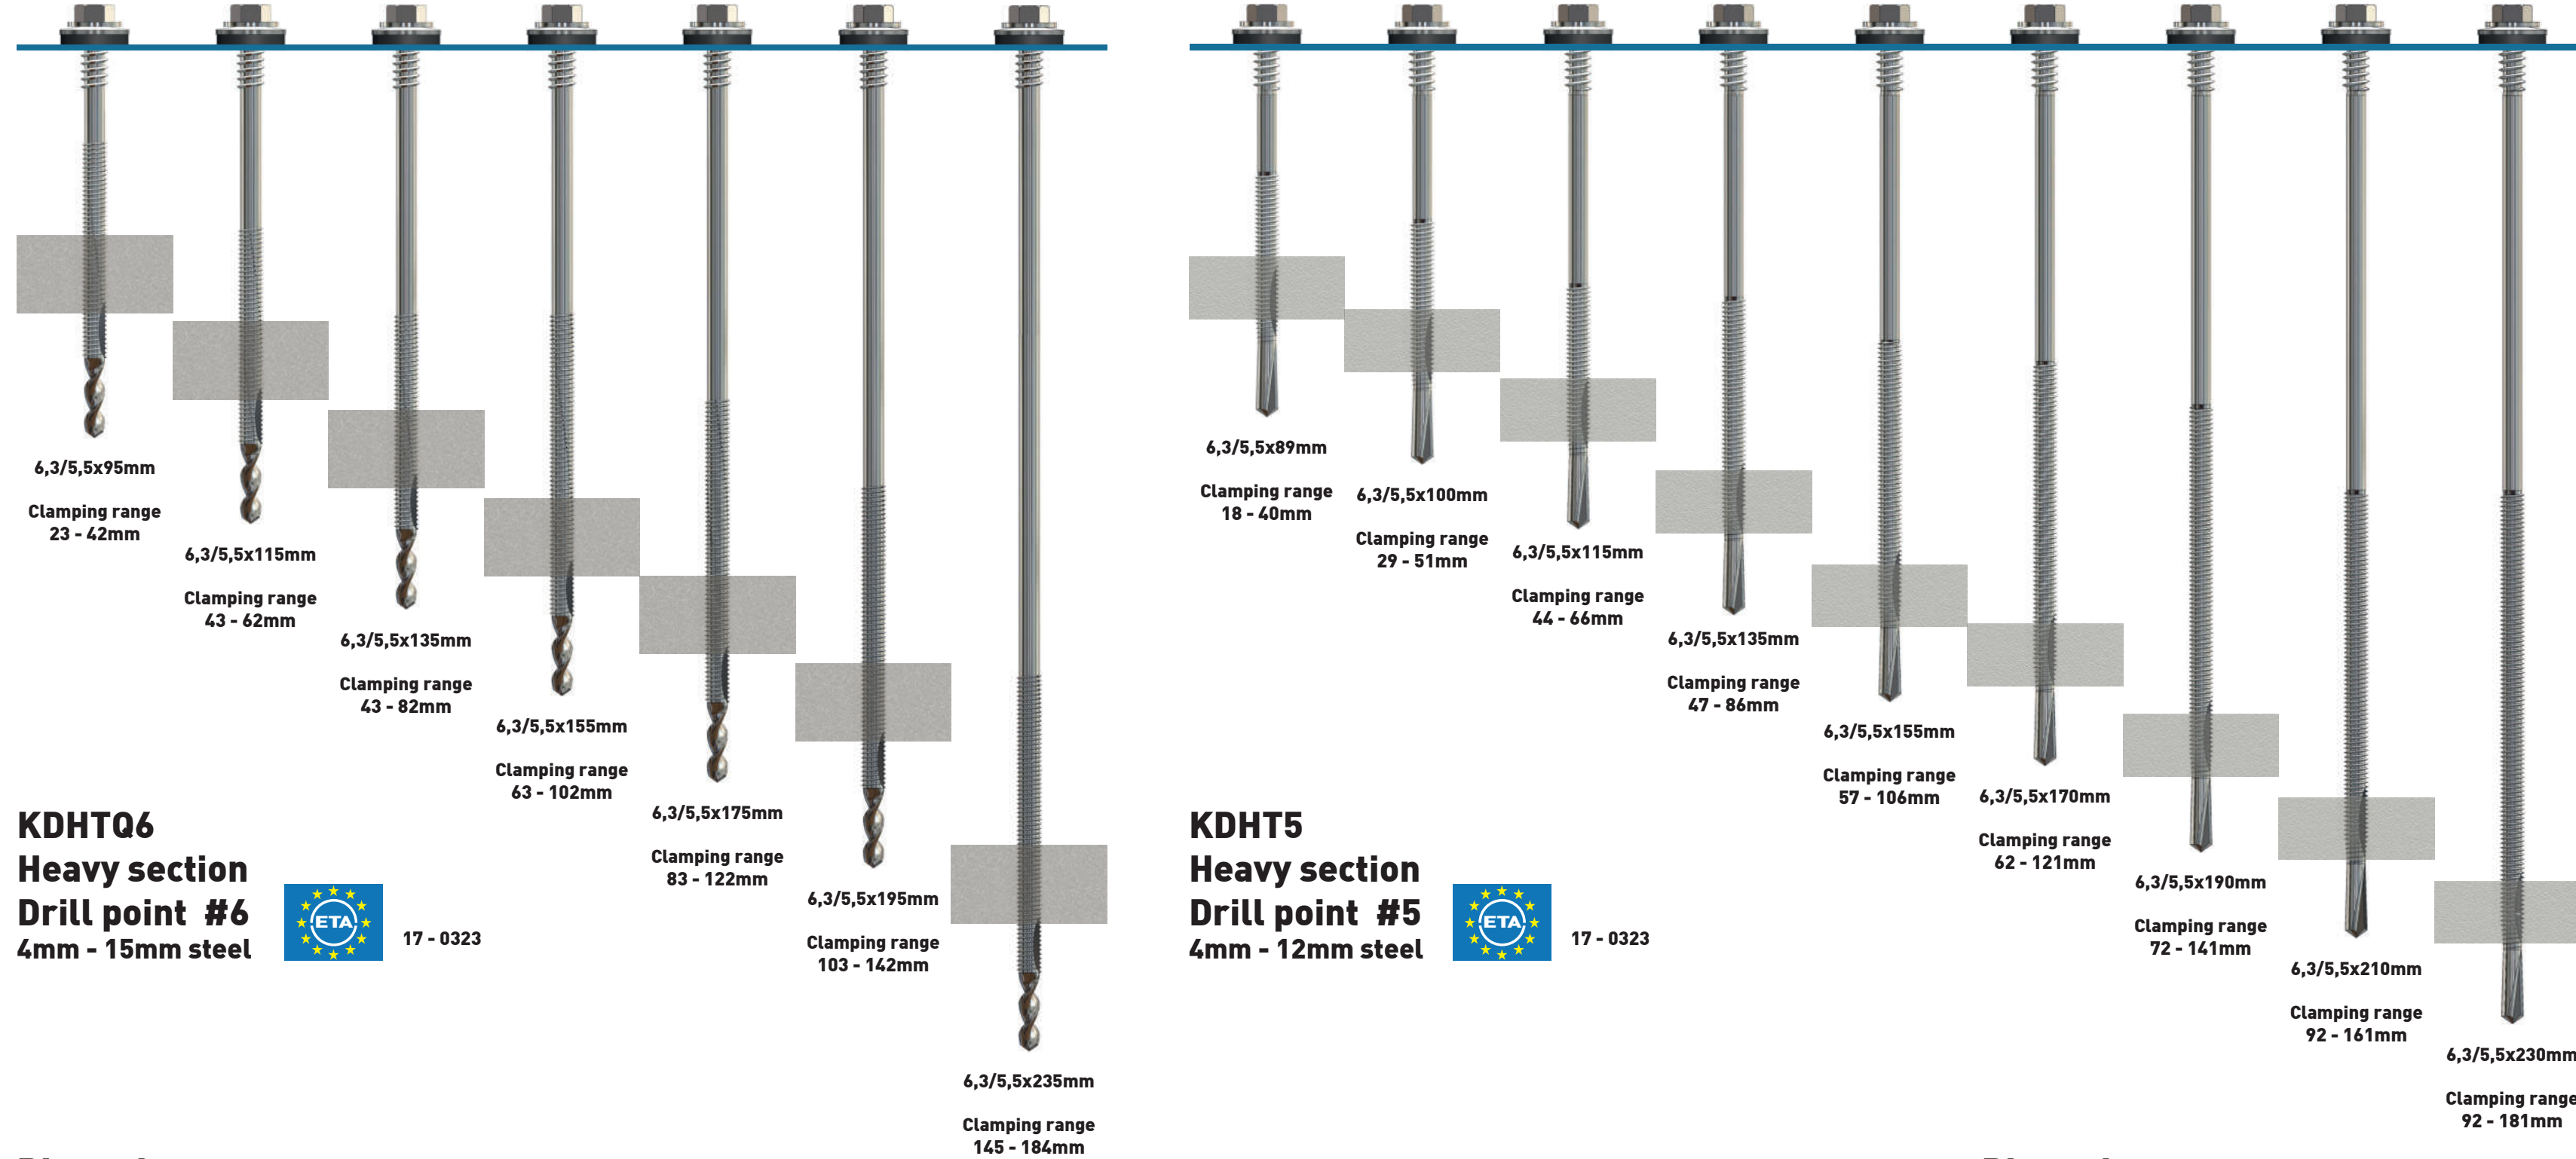 6,3/5,5x95mm
Clamping range
23 - 42mm
6,3/5,5x115mm
Clamping range
43 - 62mm
6,3/5,5x135mm
Clamping range
43 - 82mm
6,3/5,5x155mm
Clamping range
63 - 102mm
6,3/5,5x175mm
Clamping range
83 - 122mm
6,3/5,5x195mm
Clamping range
103 - 142mm
6,3/5,5x235mm
Clamping range
145 - 184mm
KDHTQ6
Heavy section
Drill point #6
4mm - 15mm steel
ETA
17 - 0323
6,3/5,5x89mm
Clamping range
18 - 40mm
6,3/5,5x100mm
Clamping range
29 - 51mm
6,3/5,5x115mm
Clamping range
44 - 66mm
6,3/5,5x135mm
Clamping range
47 - 86mm
6,3/5,5x155mm
Clamping range
57 - 106mm
6,3/5,5x170mm
Clamping range
62 - 121mm
6,3/5,5x190mm
Clamping range
72 - 141mm
6,3/5,5x210mm
Clamping range
92 - 161mm
6,3/5,5x230mm
Clamping range
92 - 181mm
KDHT5
Heavy section
Drill point #5
4mm - 12mm steel
ETA
17 - 0323